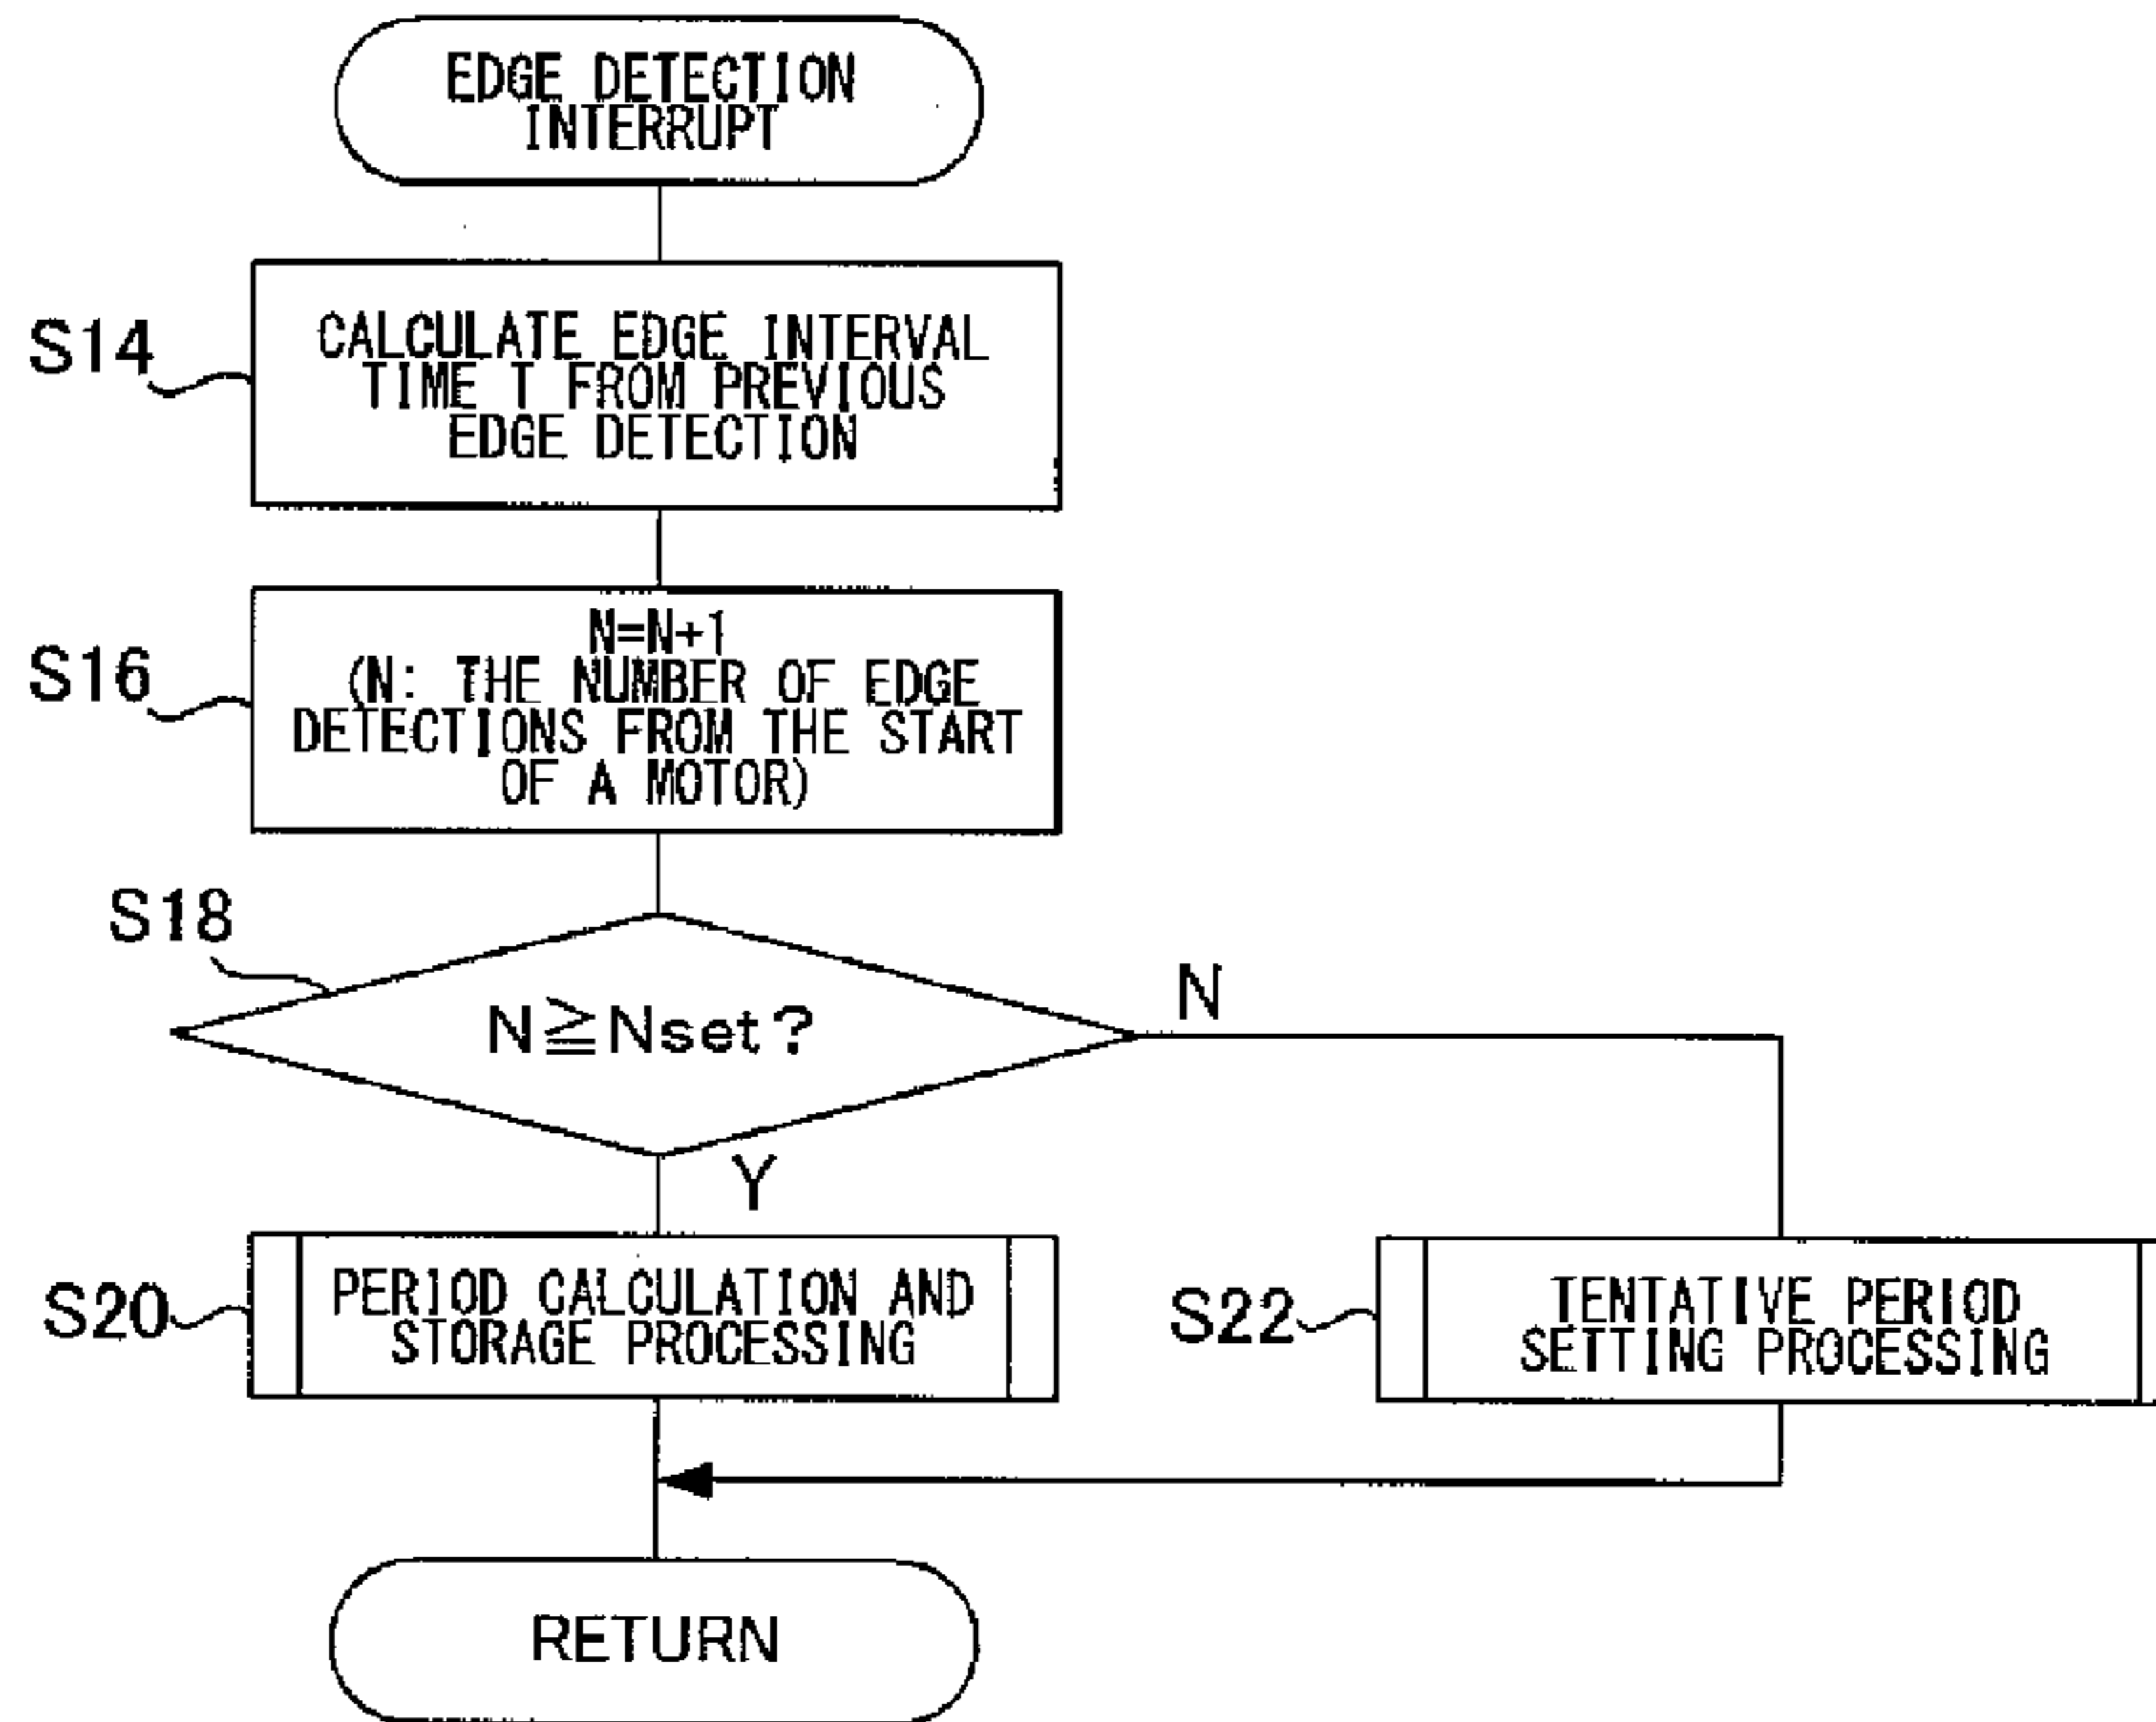 EDGE DETECTION
INTERRUPT
S14
CALCULATE EDGE INTERVAL
TIME T FROM PREVIOUS
EDGE DETECTION
S16
N=N+1
(N: THE NUMBER OF EDGE
DETECTIONS FROM THE START
OF A MOTOR)
S18
N≧Nset?
N
Y
S20
PERIOD CALCULATION AND
STORAGE PROCESSING
S22
TENTATIVE PERIOD
SETTING PROCESSING
RETURN